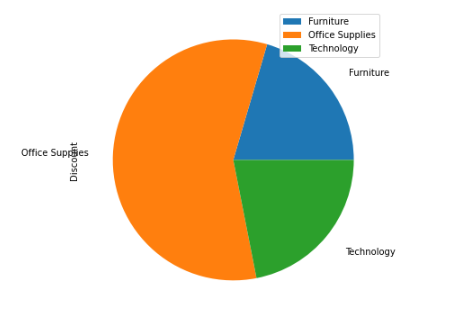 Furniture
Office Supplies
Technology
Furniture
Office Supplies
Discount
Technology